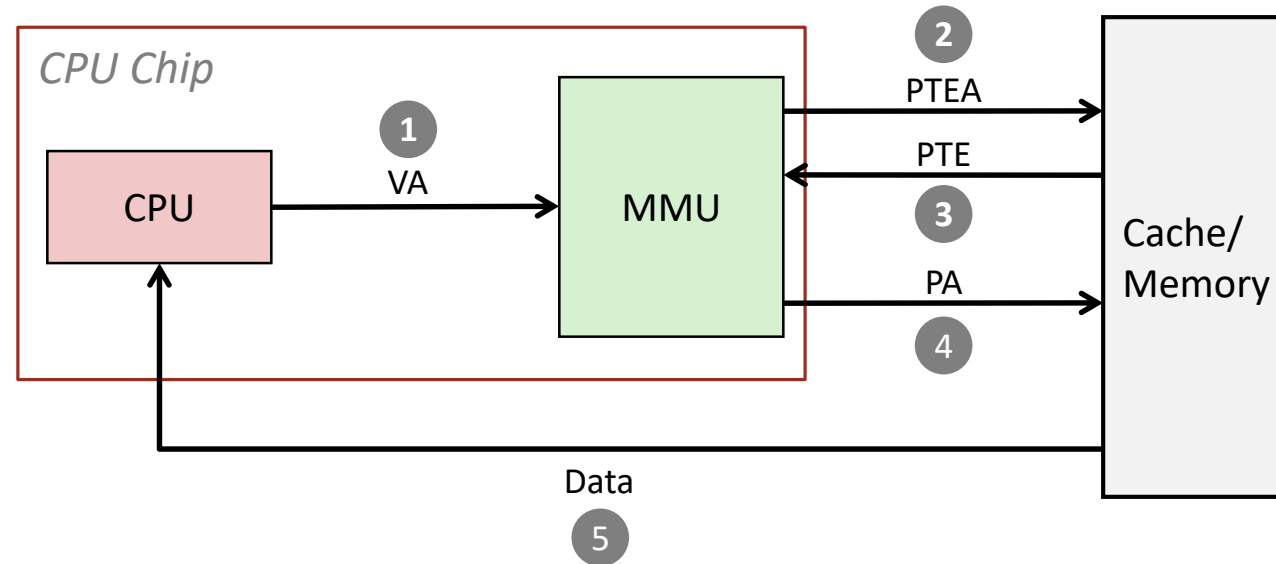 CPU Chip
2
PTEA
1
VA
PTE
3
CPU
MMU
Cache/
Memory
PA
4
Data
5